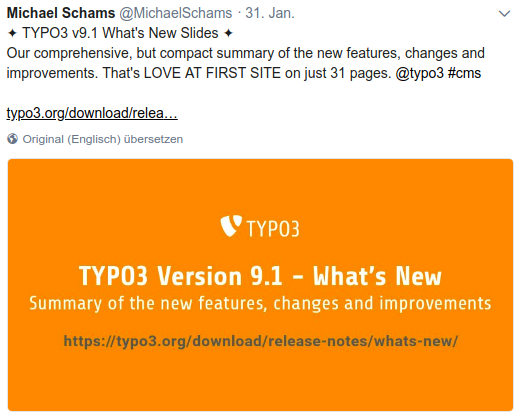 Michael Schams @MichaelSchams · 31. Jan.
✦ TYPO3 v9.1 What's New Slides ✦
Our comprehensive, but compact summary of the new features, changes and
improvements. That's LOVE AT FIRST SITE on just 31 pages. @typo3 #cms
typo3.org/download/relea…
Original (Englisch) übersetzen
TYPO3
TYPO3 Version 9.1 – What's New
Summary of the new features, changes and improvements
https://typo3.org/download/release-notes/whats-new/